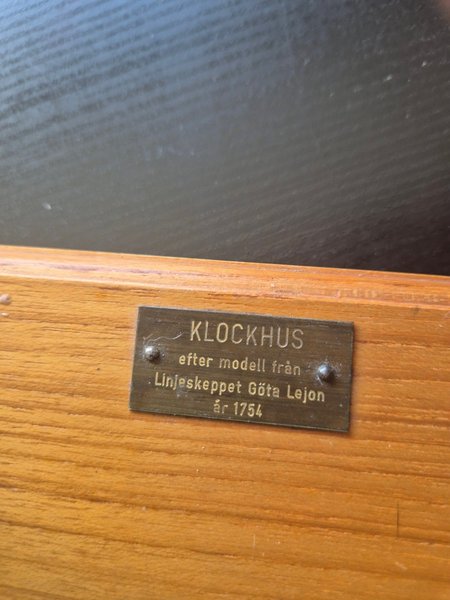 KLOCKHUS
efter modell från
Linjeskeppet Göta Lejon
år 1754